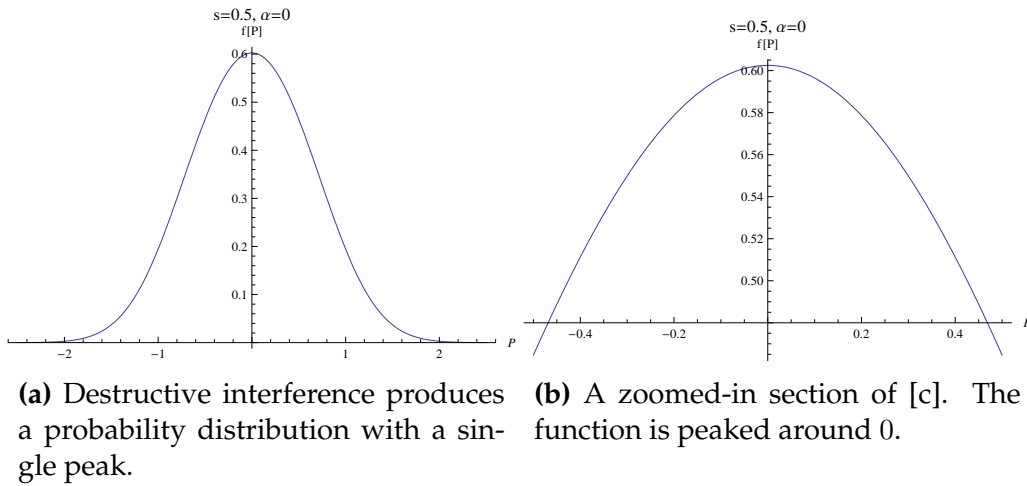 s=0.5, α=0
f[P]
0.6
0.5
0.4
0.3
0.2
0.1
−2
−1
1
2
P
s=0.5, α=0
f[P]
0.60
0.58
0.56
0.54
0.52
0.50
−0.4
−0.2
0.2
0.4
(a) Destructive interference produces
a probability distribution with a sin-
gle peak.
(b) A zoomed-in section of [c]. The
function is peaked around 0.